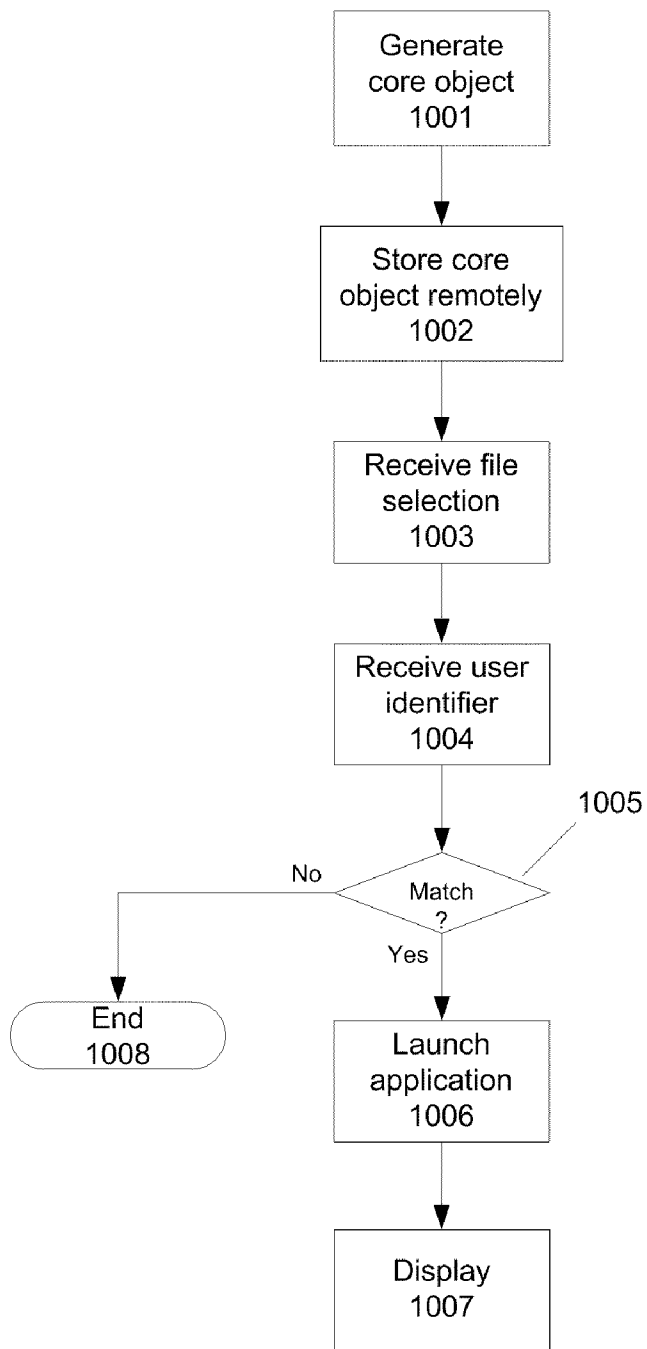 Generate
core object
1001
Store core
object remotely
1002
Receive file
selection
1003
Receive user
identifier
1004
1005
No
Match
?
Yes
End
1008
Launch
application
1006
Display
1007